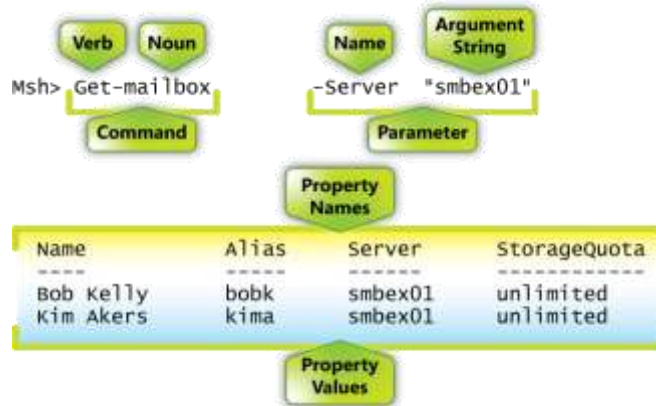 Verb Noun Name Argument String
Msh> Get-mailbox -Server "smbex01"
Command Parameter
Property Names
Name Alias Server StorageQuota
---- ----- ------ ------------
Bob Kelly bobk smbex01 unlimited
Kim Akers kima smbex01 unlimited
Property Values